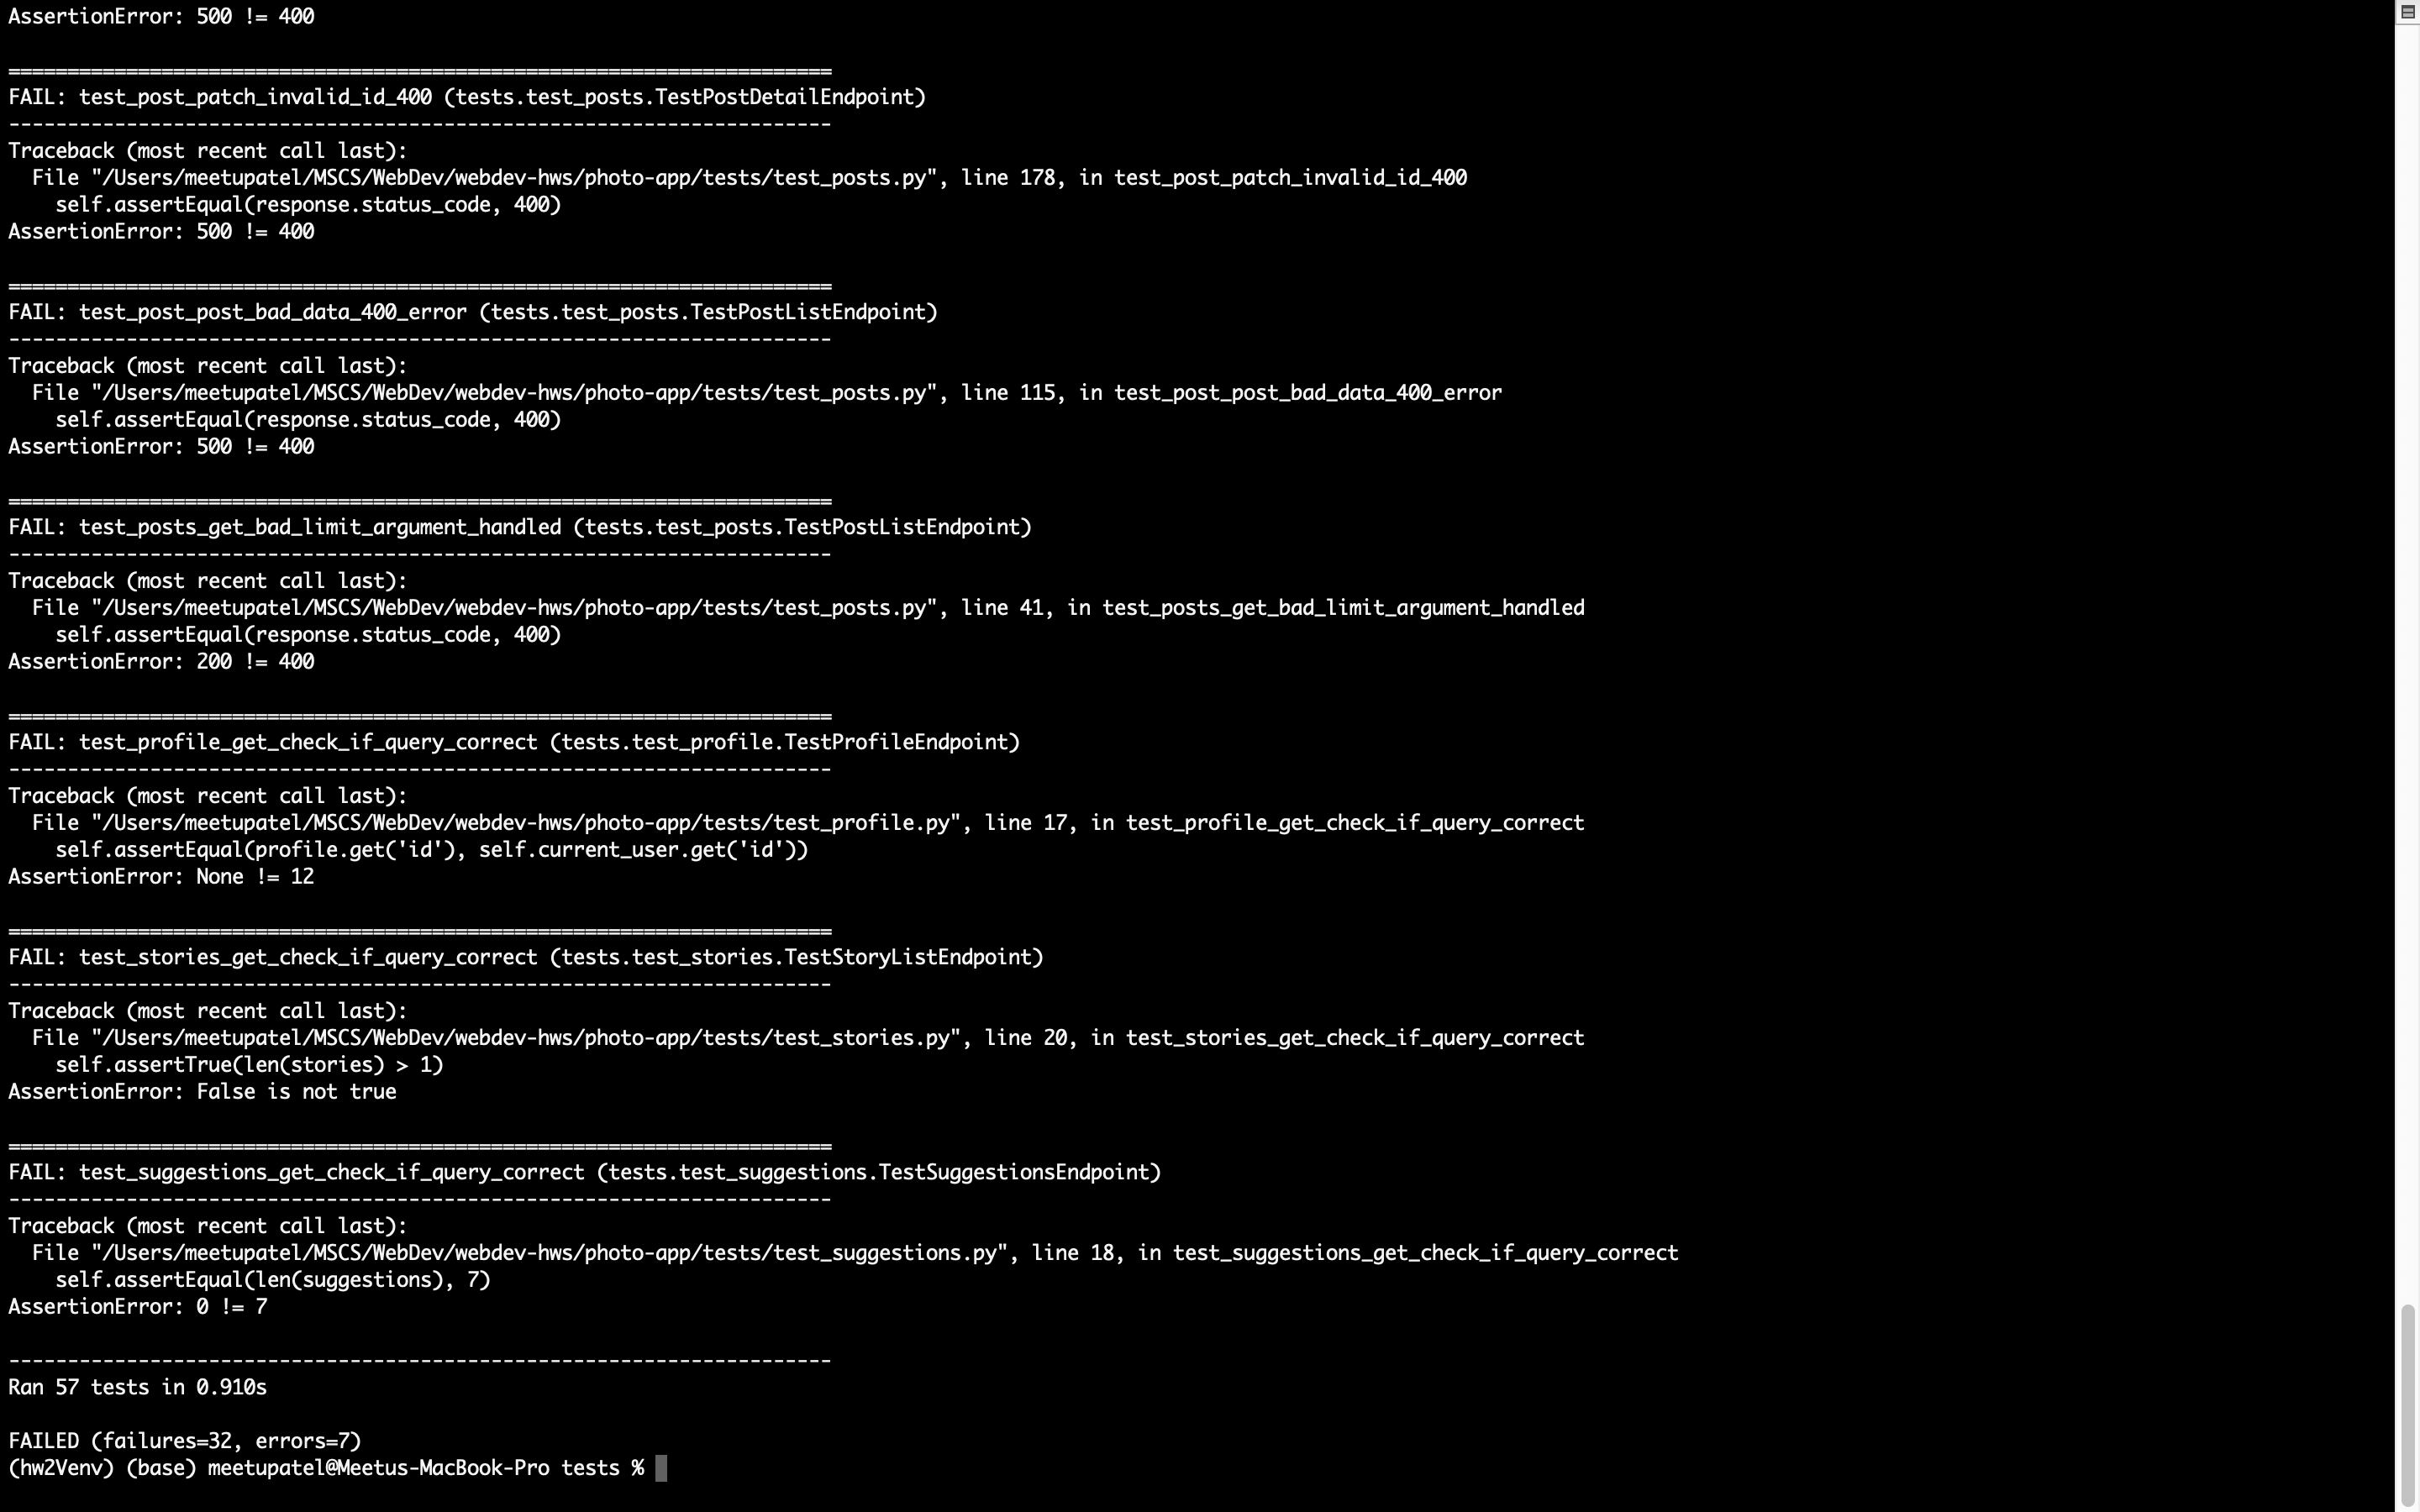 AssertionError: 500 != 400

======================================================================
FAIL: test_post_patch_invalid_id_400 (tests.test_posts.TestPostDetailEndpoint)
----------------------------------------------------------------------
Traceback (most recent call last):
  File "/Users/meetupatel/MSCS/WebDev/webdev-hws/photo-app/tests/test_posts.py", line 178, in test_post_patch_invalid_id_400
    self.assertEqual(response.status_code, 400)
AssertionError: 500 != 400

======================================================================
FAIL: test_post_post_bad_data_400_error (tests.test_posts.TestPostListEndpoint)
----------------------------------------------------------------------
Traceback (most recent call last):
  File "/Users/meetupatel/MSCS/WebDev/webdev-hws/photo-app/tests/test_posts.py", line 115, in test_post_post_bad_data_400_error
    self.assertEqual(response.status_code, 400)
AssertionError: 500 != 400

======================================================================
FAIL: test_posts_get_bad_limit_argument_handled (tests.test_posts.TestPostListEndpoint)
----------------------------------------------------------------------
Traceback (most recent call last):
  File "/Users/meetupatel/MSCS/WebDev/webdev-hws/photo-app/tests/test_posts.py", line 41, in test_posts_get_bad_limit_argument_handled
    self.assertEqual(response.status_code, 400)
AssertionError: 200 != 400

======================================================================
FAIL: test_profile_get_check_if_query_correct (tests.test_profile.TestProfileEndpoint)
----------------------------------------------------------------------
Traceback (most recent call last):
  File "/Users/meetupatel/MSCS/WebDev/webdev-hws/photo-app/tests/test_profile.py", line 17, in test_profile_get_check_if_query_correct
    self.assertEqual(profile.get('id'), self.current_user.get('id'))
AssertionError: None != 12

======================================================================
FAIL: test_stories_get_check_if_query_correct (tests.test_stories.TestStoryListEndpoint)
----------------------------------------------------------------------
Traceback (most recent call last):
  File "/Users/meetupatel/MSCS/WebDev/webdev-hws/photo-app/tests/test_stories.py", line 20, in test_stories_get_check_if_query_correct
    self.assertTrue(len(stories) > 1)
AssertionError: False is not true

======================================================================
FAIL: test_suggestions_get_check_if_query_correct (tests.test_suggestions.TestSuggestionsEndpoint)
----------------------------------------------------------------------
Traceback (most recent call last):
  File "/Users/meetupatel/MSCS/WebDev/webdev-hws/photo-app/tests/test_suggestions.py", line 18, in test_suggestions_get_check_if_query_correct
    self.assertEqual(len(suggestions), 7)
AssertionError: 0 != 7

----------------------------------------------------------------------
Ran 57 tests in 0.910s

FAILED (failures=32, errors=7)
(hw2Venv) (base) meetupatel@Meetus-MacBook-Pro tests %